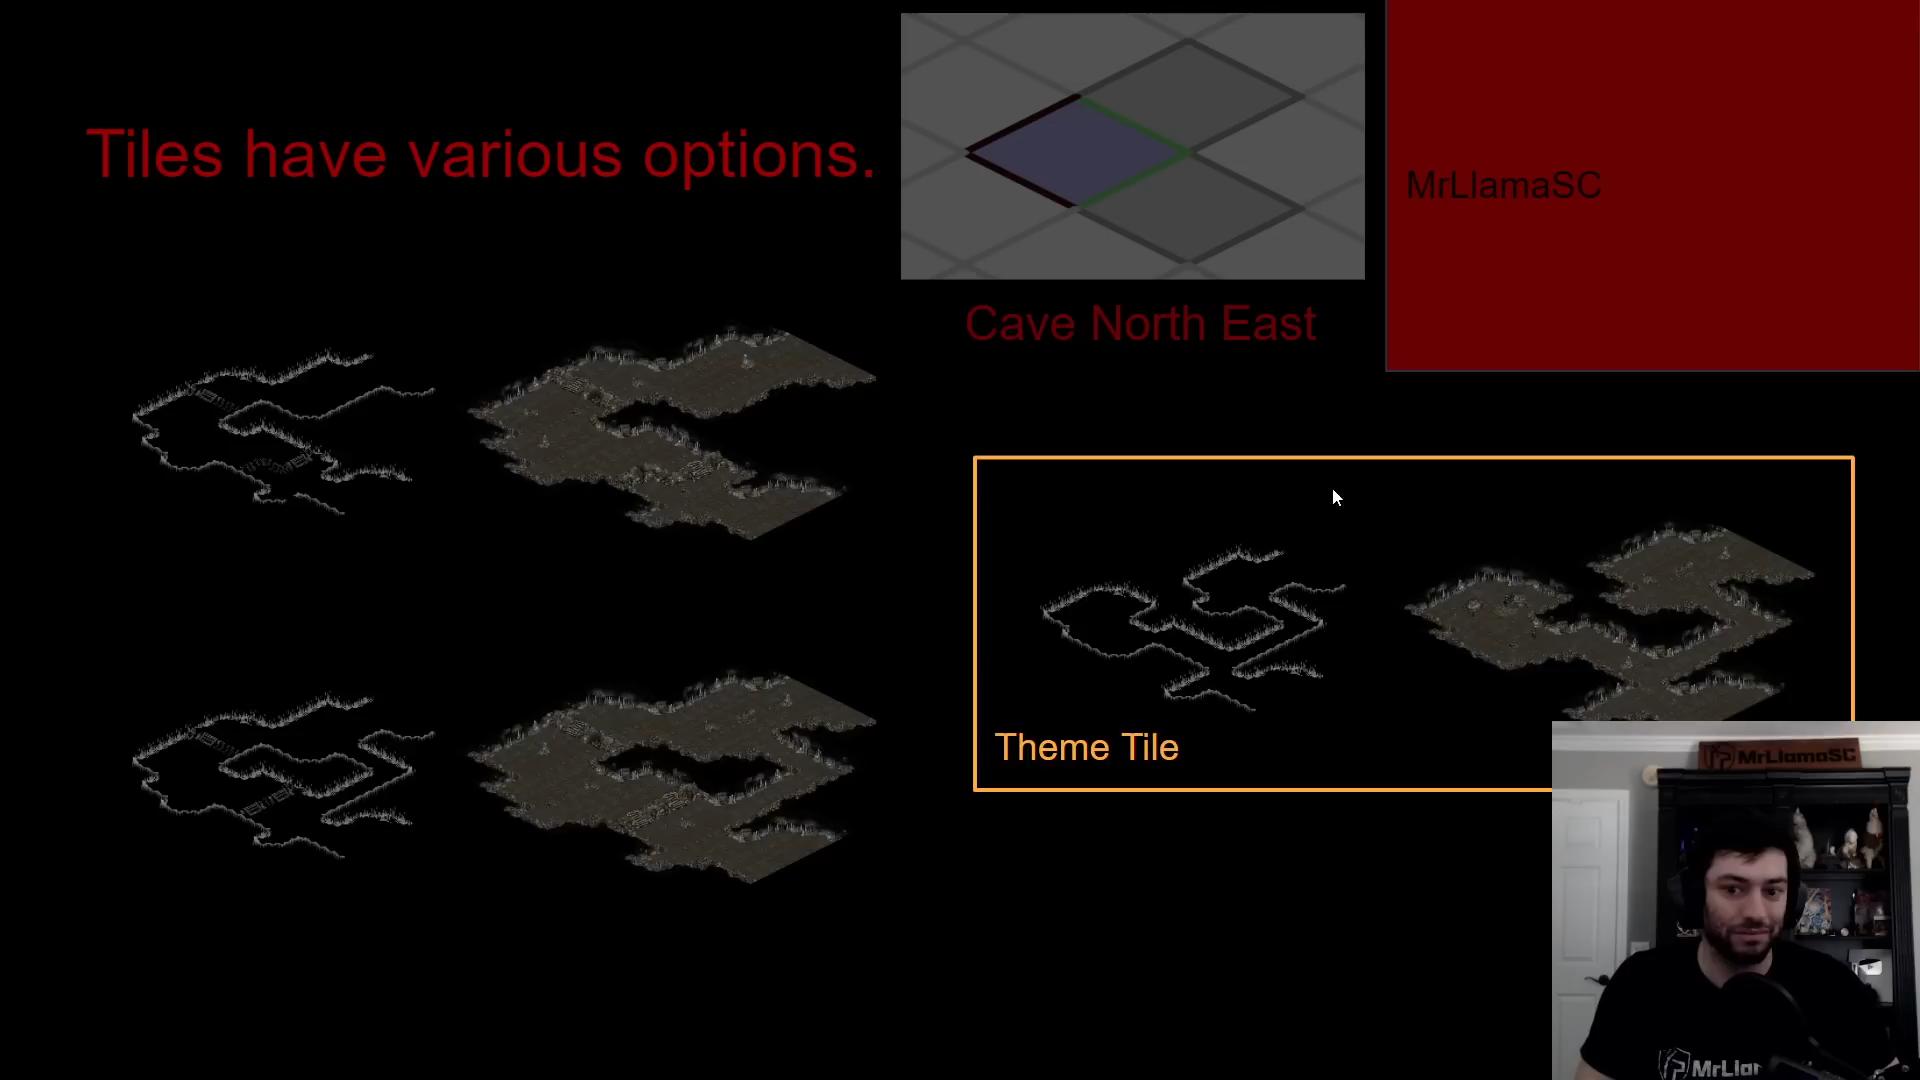 Tiles have various options.
MrLlamaSC
Cave North East
Theme Tile
MrLlamaSC
MrLlar